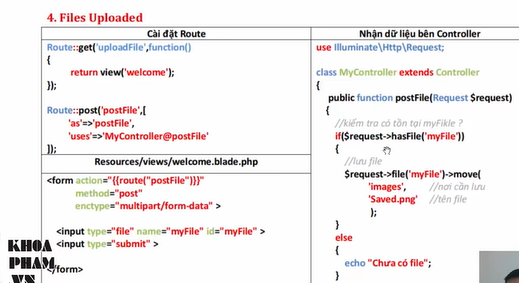 4. Files Uploaded
Cài đặt Route
Route::get('uploadFile',function()
{
return view('welcome');
});
Route::post('postFile',[
'as'=>'postFile',
'uses'=>'MyController@postFile'
]);
Resources/views/welcome.blade.php
<form action="{{route("postFile")}}"
method="post"
enctype="multipart/form-data" >
<input type="file" name="myFile" id="myFile" >
<input type="submit" >
</form>
Nhận dữ liệu bên Controller
use Illuminate\Http\Request;
class MyController extends Controller
{
public function postFile(Request $request)
{
//kiểm tra có tồn tại myFikle ?
if($request->hasFile('myFile'))
{
//lưu file
$request->file('myFile')->move(
'images', //nơi cần lưu
'Saved.png' //tên file
);
}
else
{
echo "Chưa có file";
}
KHOA
PHAM
.VN